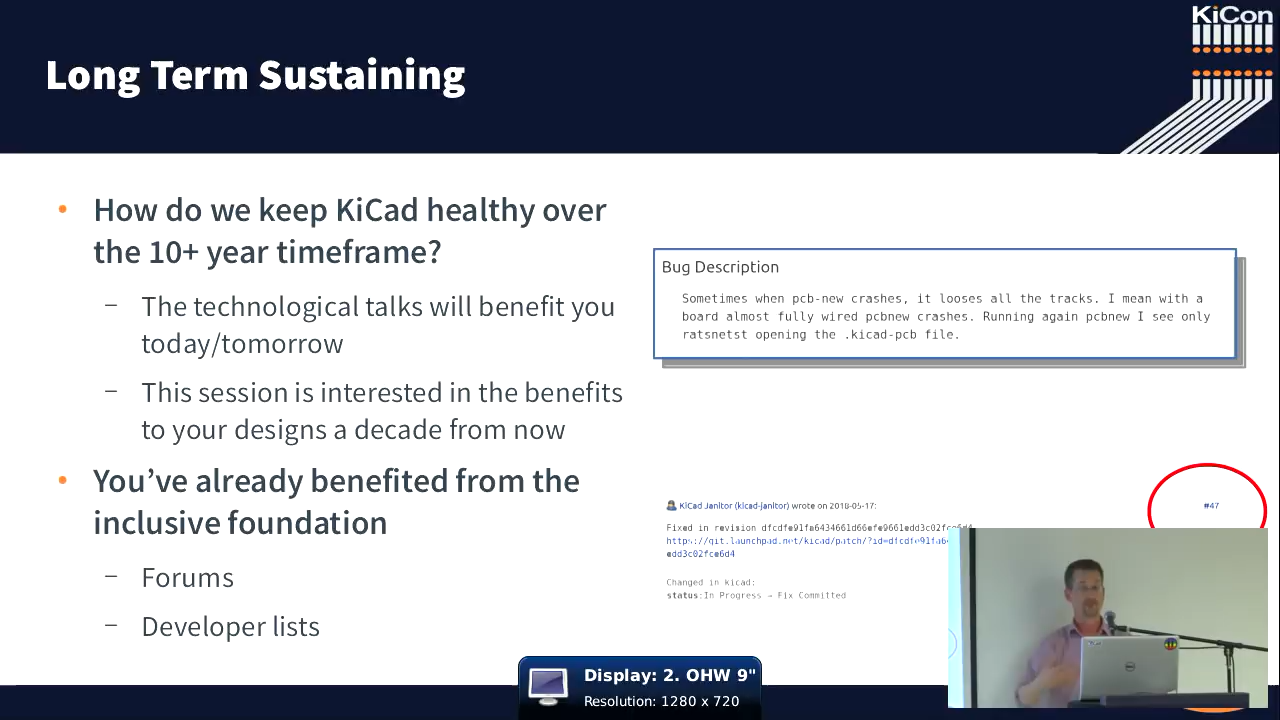 KiCon
Long Term Sustaining
How do we keep KiCad healthy over
the 10+ year timeframe?
The technological talks will benefit you
today/tomorrow
This session is interested in the benefits
to your designs a decade from now
You've already benefited from the
inclusive foundation
Forums
Developer lists
Bug Description
Sometimes when pcb-new crashes, it looses all the tracks. I mean with a
board almost fully wired pcbnew crashes. Running again pcbnew I see only
ratsnetst opening the .kicad-pcb file.
KiCad Janitor (kicad-janitor) wrote on 2018-05-17:
#47
Fixed in revision
Changed in kicad:
status: In Progress → Fix Committed
Display: 2. OHW 9"
Resolution: 1280 x 720
DELL